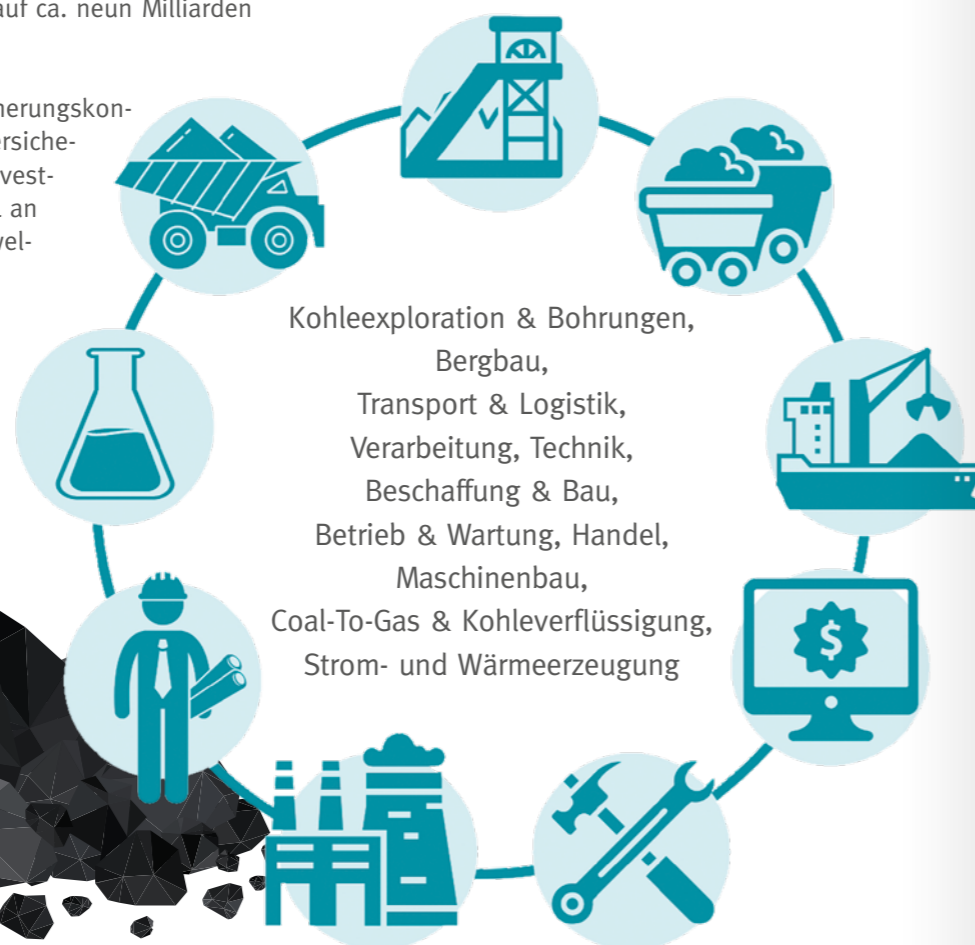 auf ca. neun Milliarden
nerungskon-
ersiche-
vest-
an
vel-
Kohleexploration & Bohrungen,
Bergbau,
Transport & Logistik,
Verarbeitung, Technik,
Beschaffung & Bau,
Betrieb & Wartung, Handel,
Maschinenbau,
Coal-To-Gas & Kohleverflüssigung,
Strom- und Wärmeerzeugung
$